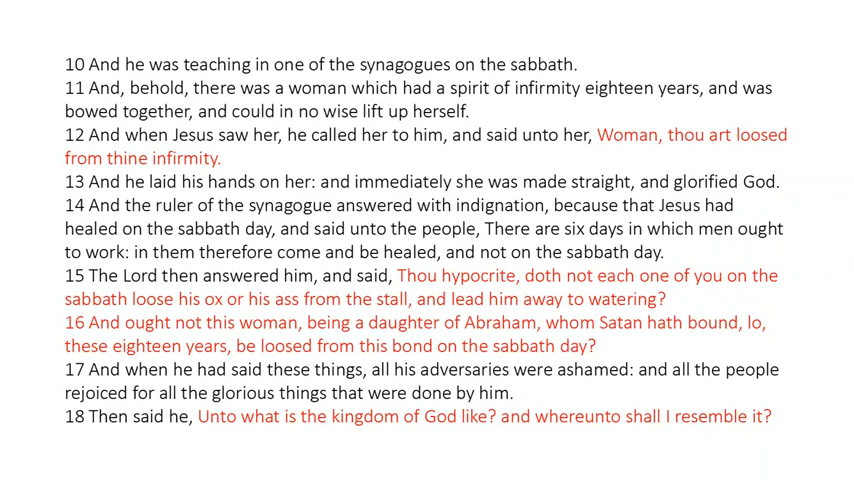 10 And he was teaching in one of the synagogues on the sabbath.
11 And, behold, there was a woman which had a spirit of infirmity eighteen years, and was
bowed together, and could in no wise lift up herself.
12 And when Jesus saw her, he called her to him, and said unto her, Woman, thou art loosed
from thine infirmity.
13 And he laid his hands on her: and immediately she was made straight, and glorified God.
14 And the ruler of the synagogue answered with indignation, because that Jesus had
healed on the sabbath day, and said unto the people, There are six days in which men ought
to work: in them therefore come and be healed, and not on the sabbath day.
15 The Lord then answered him, and said, Thou hypocrite, doth not each one of you on the
sabbath loose his ox or his ass from the stall, and lead him away to watering?
16 And ought not this woman, being a daughter of Abraham, whom Satan hath bound, lo,
these eighteen years, be loosed from this bond on the sabbath day?
17 And when he had said these things, all his adversaries were ashamed: and all the people
rejoiced for all the glorious things that were done by him.
18 Then said he, Unto what is the kingdom of God like? and whereunto shall I resemble it?